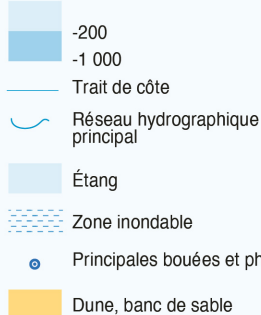 -200
-1 000
Trait de côte
Réseau hydrographique
principal
Étang
Zone inondable
Principales bouées et ph
Dune, banc de sable